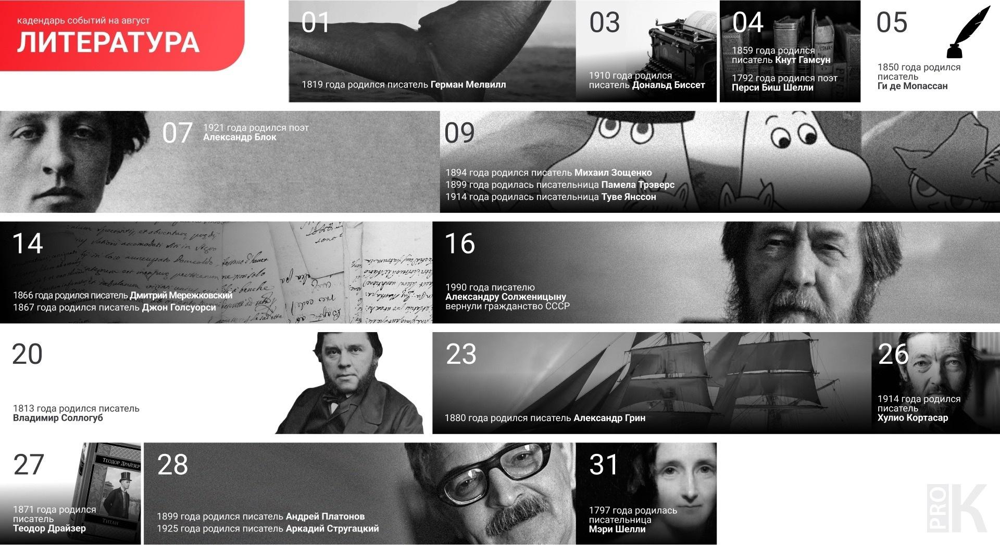 кадендарь событий на август
ЛИТЕРАТУРА
01
1819 года родился писатель Герман Мелвилл
03
1910 года родился
писатель Дональд Биссет
04
1859 года родился
писатель Кнут Гамсун
1792 года родился поэт
Перси Биш Шелли
05
1850 года родился
писатель
Ги де Мопассан
07
1921 года родился поэт
Александр Блок
09
1894 года родился писатель Михаил Зощенко
1899 года родилась писательница Памела Трэверс
1914 года родилась писательница Туве Янссон
14
1866 года родился писатель Дмитрий Мережковский
1867 года родился писатель Джон Голсуорси
16
1990 года писателю
Александру Солженицыну
вернули гражданство СССР
20
1813 года родился писатель
Владимир Соллогуб
23
1880 года родился писатель Александр Грин
26
1914 года родился
писатель
Хулио Кортасар
27
ТЕОДОР ДРАЙЗЕР
ТИТАН
1871 года родился
писатель
Теодор Драйзер
28
1899 года родился писатель Андрей Платонов
1925 года родился писатель Аркадий Стругацкий
31
1797 года родилась
писательница
Мэри Шелли
PRO K